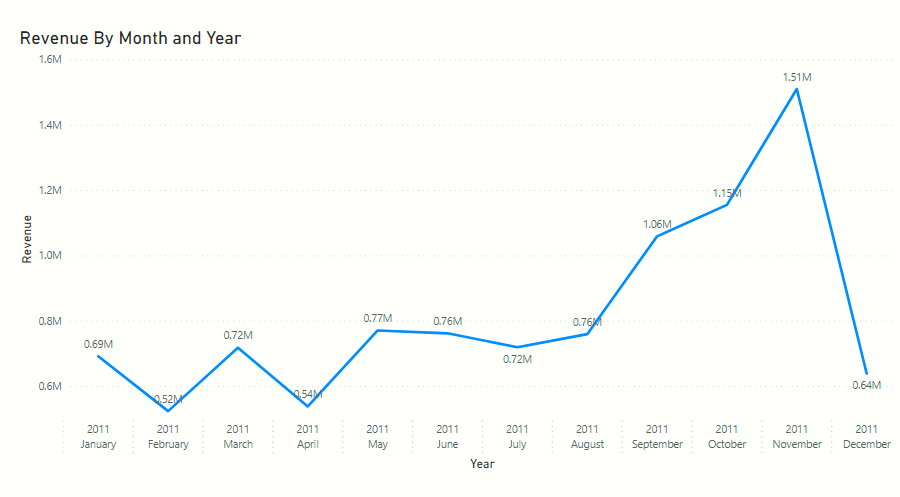 Revenue By Month and Year
1.6M
1.4M
1.2M
1.0M
0.8M
0.6M
Revenue
0.69M
0.52M
0.72M
0.54M
0.77M
0.76M
0.72M
0.76M
1.06M
1.15M
1.51M
0.64M
2011 2011 2011 2011 2011 2011 2011 2011 2011 2011 2011 2011
January February March April May June July August September October November December
Year